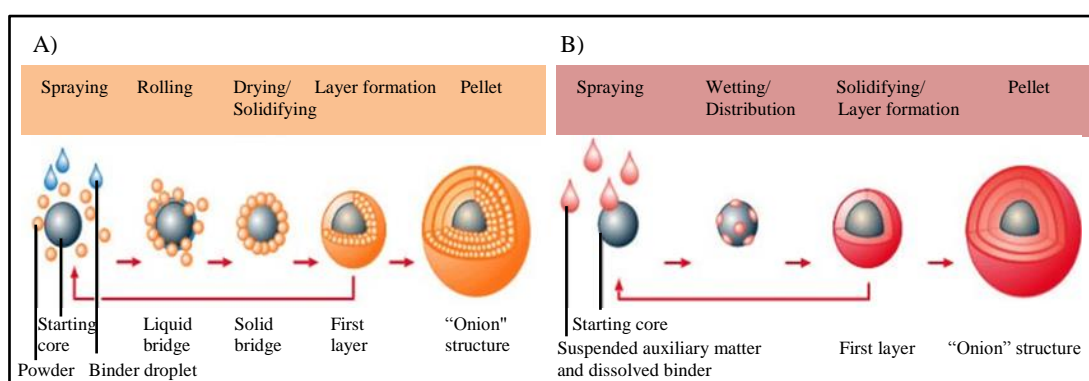 A)
Spraying Rolling Drying/ Layer formation Pellet
Solidifying
Starting Liquid Solid First “Onion"
core bridge bridge layer structure
Powder Binder droplet
B)
Spraying Wetting/ Solidifying/ Pellet
Distribution Layer formation
Starting core
Suspended auxiliary matter First layer “Onion” structure
and dissolved binder